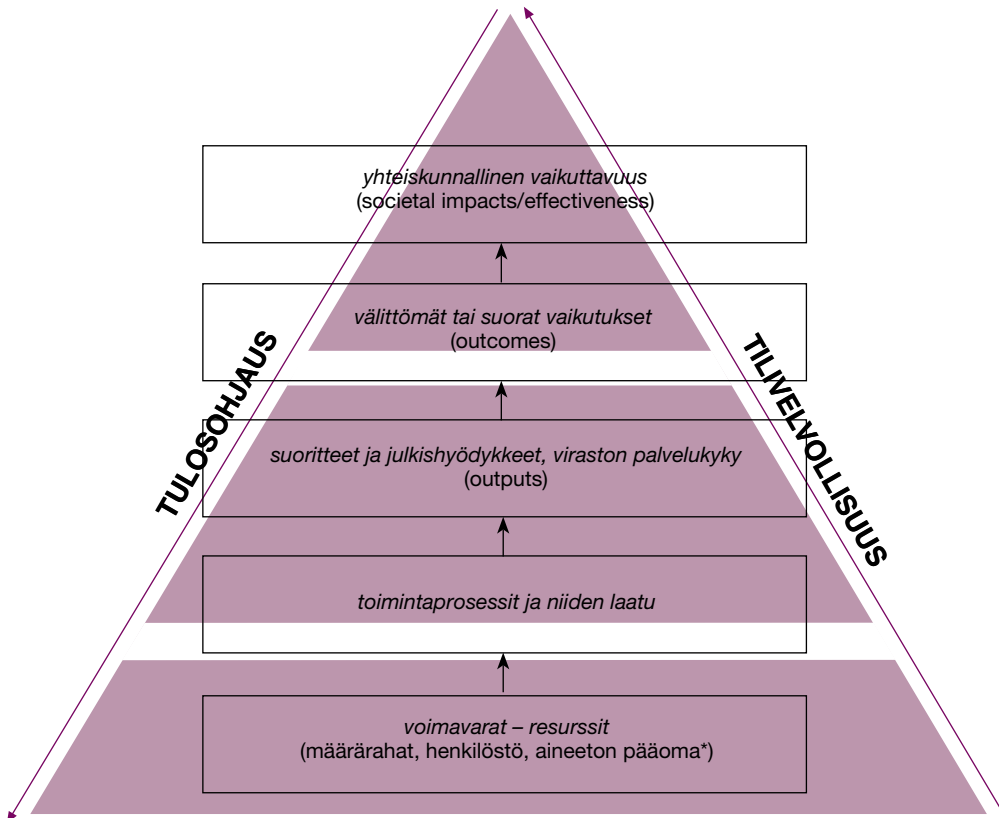 yhteiskunnallinen vaikuttavuus
(societal impacts/effectiveness)
välittömät tai suorat vaikutukset
(outcomes)
TULOSOHJAUS
TILIVELVOLLISUUS
suoritteet ja julkishyödykkeet, viraston palvelukyky
(outputs)
toimintaprosessit ja niiden laatu
voimavarat – resurssit
(määrärahat, henkilöstö, aineeton pääoma*)